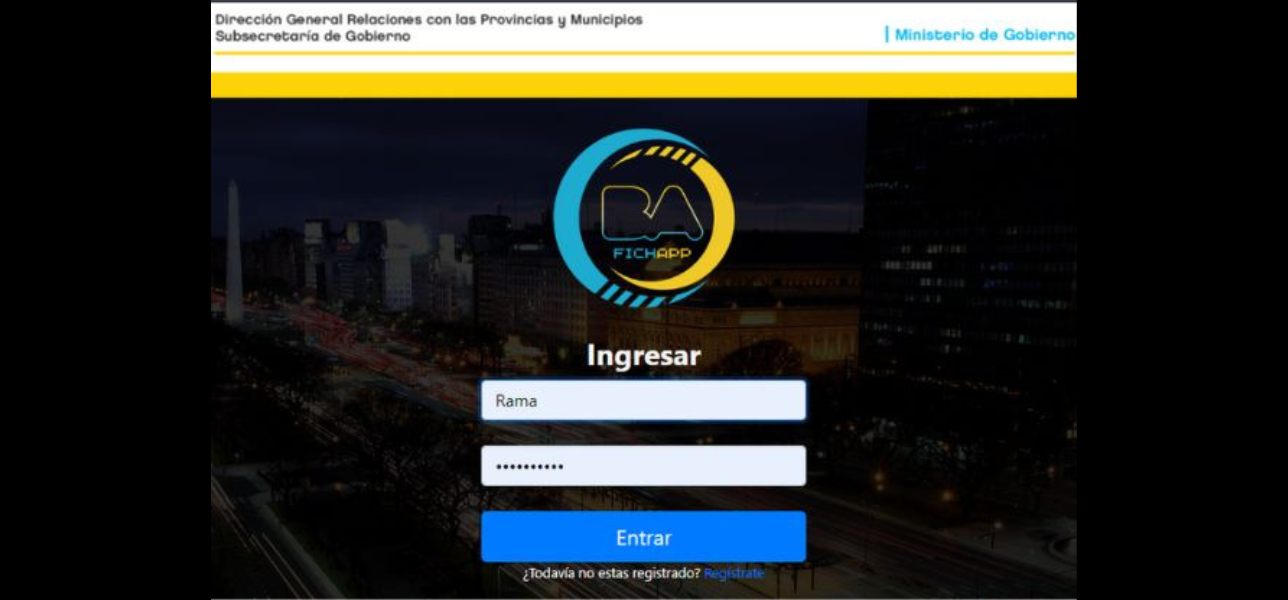 Dirección General Relaciones con las Provincias y Municipios
Subsecretaría de Gobierno
Ministerio de Gobierno
BA
FICHAPP
Ingresar
Rama
••••••••••
Entrar
¿Todavía no estas registrado? Regístrate